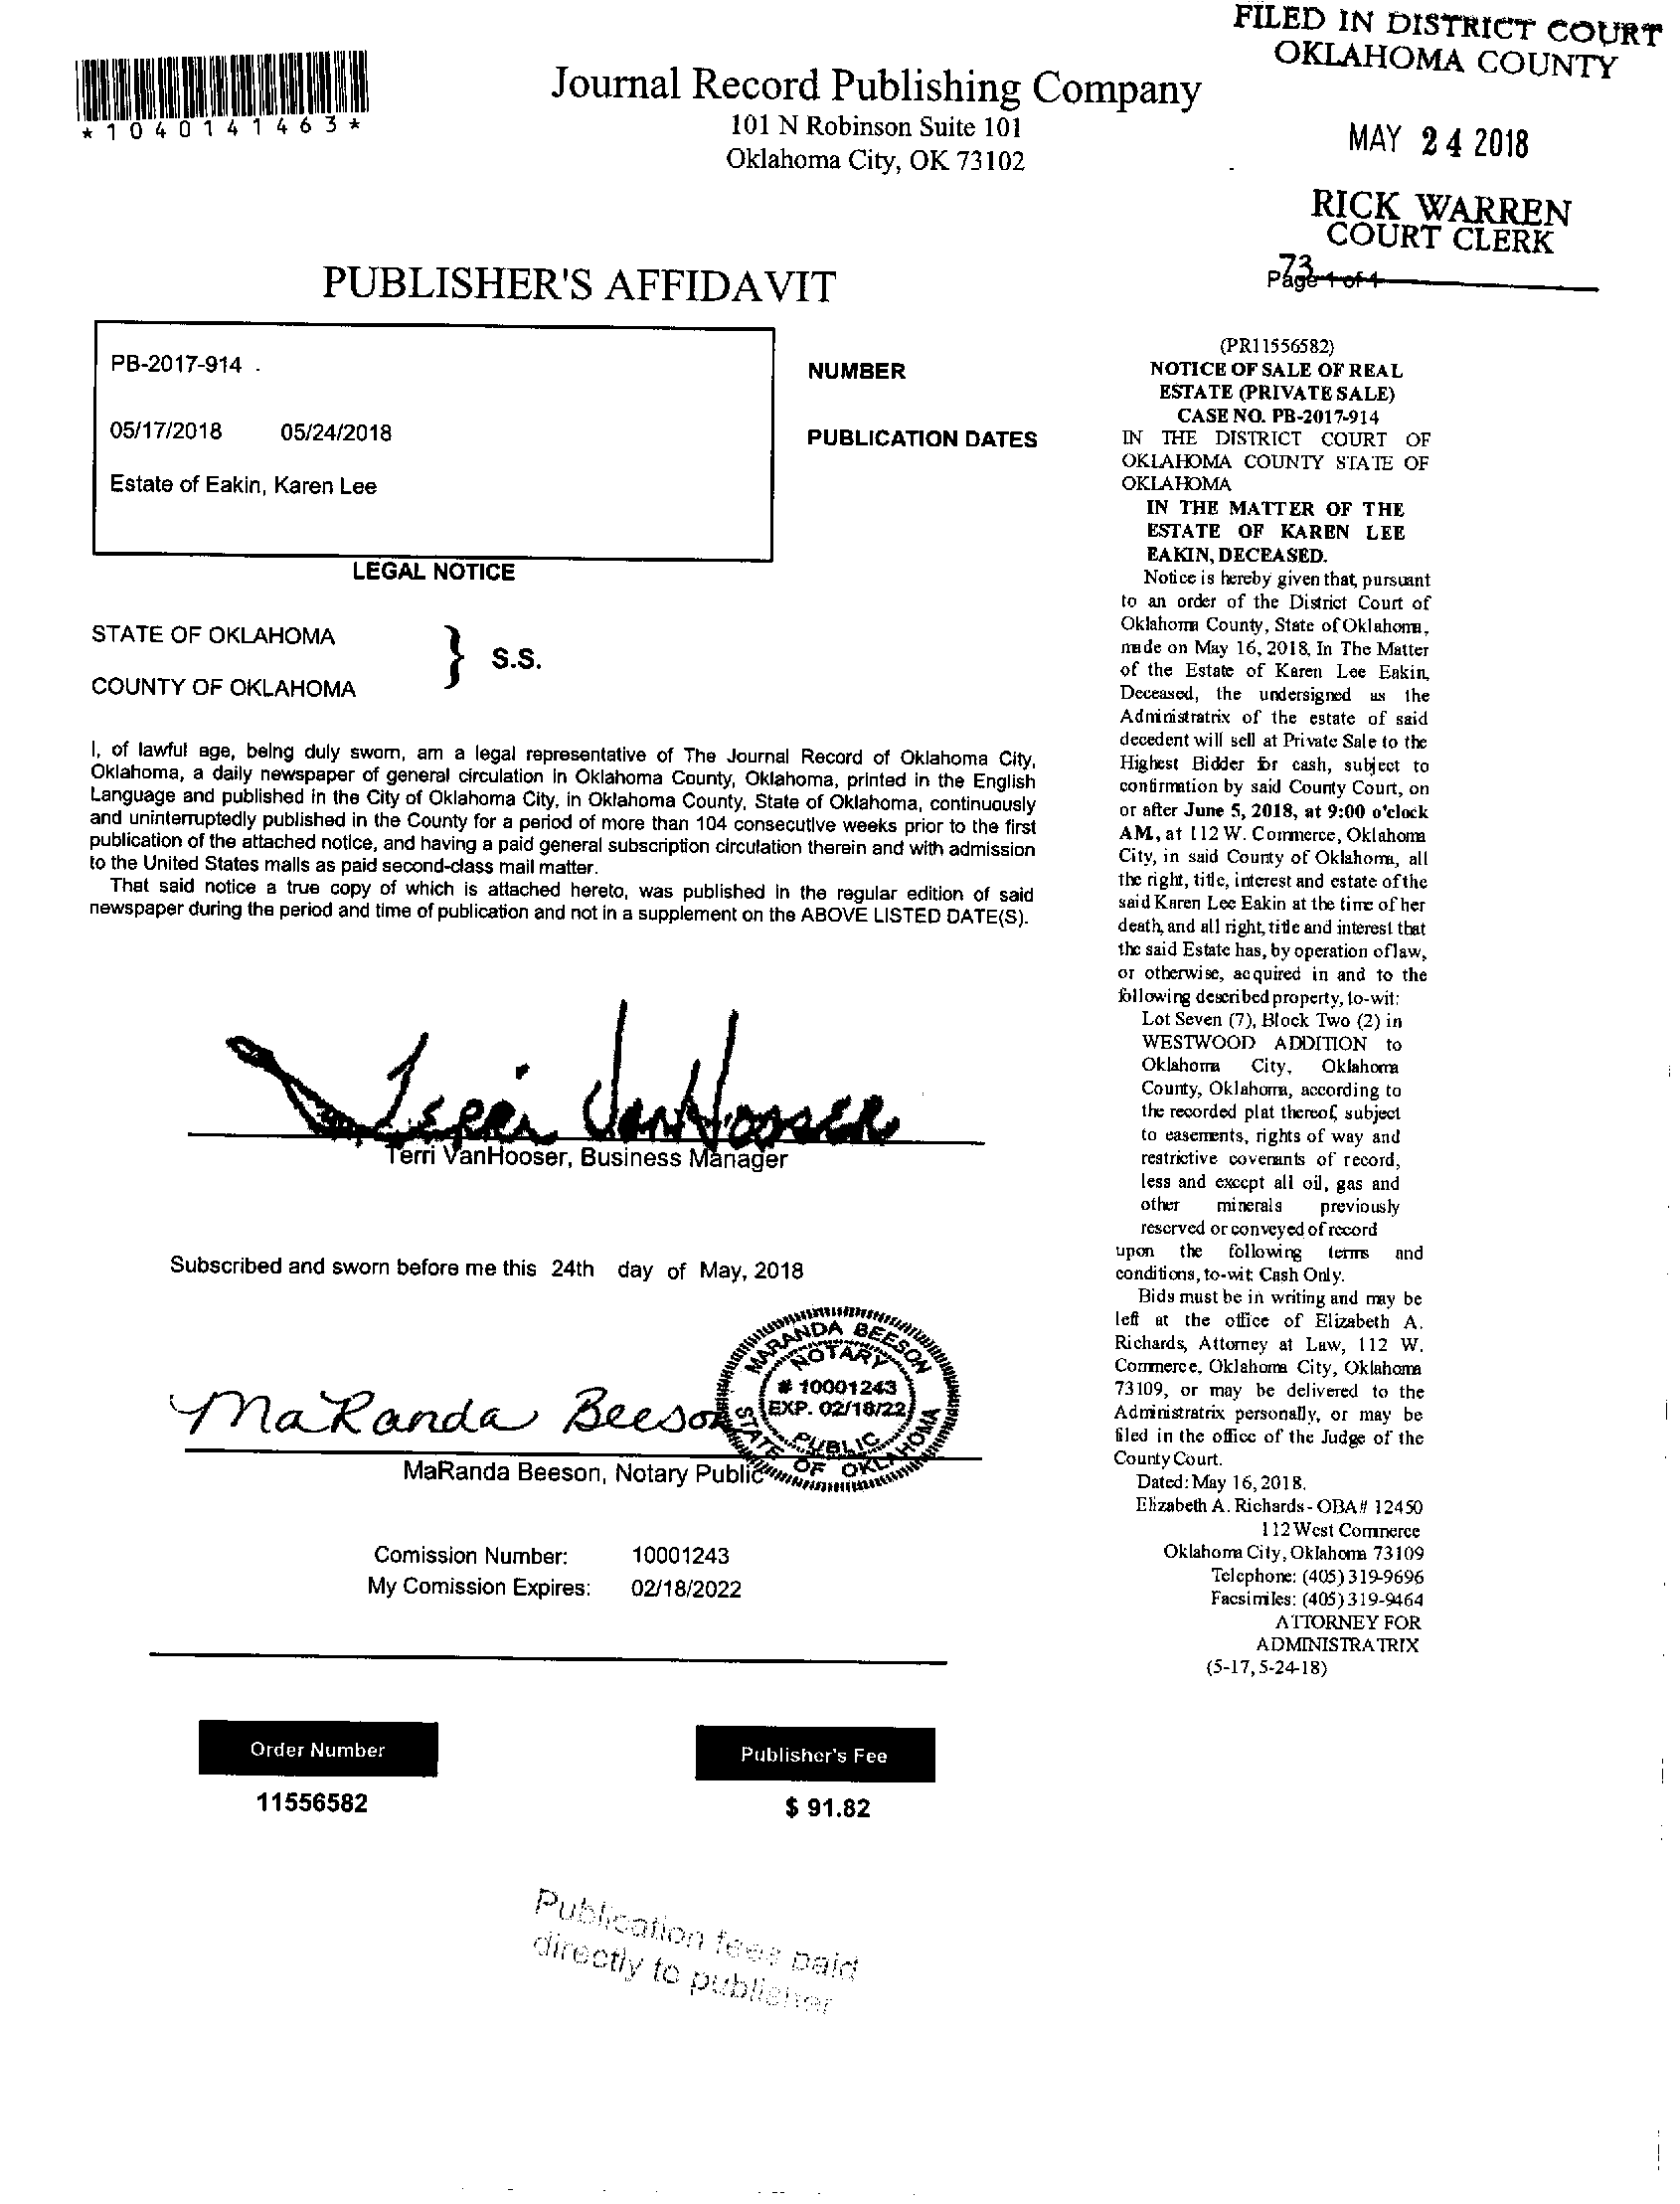 FILED IN DISTRICT COURT
OKLAHOMA COUNTY
MAY 24 2018
RICK WARREN
COURT CLERK
73
Page 1 of 1
*1040141463*
Journal Record Publishing Company
101 N Robinson Suite 101
Oklahoma City, OK 73102
PUBLISHER'S AFFIDAVIT
PB-2017-914
NUMBER
05/17/2018 05/24/2018
PUBLICATION DATES
Estate of Eakin, Karen Lee
LEGAL NOTICE
STATE OF OKLAHOMA
} S.S.
COUNTY OF OKLAHOMA
I, of lawful age, being duly sworn, am a legal representative of The Journal Record of Oklahoma City,
Oklahoma, a daily newspaper of general circulation in Oklahoma County, Oklahoma, printed in the English
Language and published in the City of Oklahoma City, in Oklahoma County, State of Oklahoma, continuously
and uninterruptedly published in the County for a period of more than 104 consecutive weeks prior to the first
publication of the attached notice, and having a paid general subscription circulation therein and with admission
to the United States mails as paid second-class mail matter.
That said notice a true copy of which is attached hereto, was published in the regular edition of said
newspaper during the period and time of publication and not in a supplement on the ABOVE LISTED DATE(S).
Terri VanHooser
Terri VanHooser, Business Manager
Subscribed and sworn before me this 24th day of May, 2018
MaRanda Beeson
MARANDA BEESON
NOTARY
# 10001243
EXP. 02/18/22
PUBLIC
STATE OF OKLAHOMA
MaRanda Beeson, Notary Public
Comission Number: 10001243
My Comission Expires: 02/18/2022
Order Number
Publisher's Fee
11556582
$ 91.82
Publication fees paid
directly to publisher
(PR11556582)
NOTICE OF SALE OF REAL
ESTATE (PRIVATE SALE)
CASE NO. PB-2017-914
IN THE DISTRICT COURT OF
OKLAHOMA COUNTY STATE OF
OKLAHOMA
IN THE MATTER OF THE
ESTATE OF KAREN LEE
EAKIN, DECEASED.
Notice is hereby given that, pursuant
to an order of the District Court of
Oklahoma County, State of Oklahoma,
made on May 16, 2018, In The Matter
of the Estate of Karen Lee Eakin,
Deceased, the undersigned as the
Administratrix of the estate of said
decedent will sell at Private Sale to the
Highest Bidder for cash, subject to
confirmation by said County Court, on
or after June 5, 2018, at 9:00 o'clock
AM, at 112 W. Commerce, Oklahoma
City, in said County of Oklahoma, all
the right, title, interest and estate of the
said Karen Lee Eakin at the time of her
death, and all right, title and interest that
the said Estate has, by operation of law,
or otherwise, acquired in and to the
following described property, to-wit:
Lot Seven (7), Block Two (2) in
WESTWOOD ADDITION to
Oklahoma City, Oklahoma
County, Oklahoma, according to
the recorded plat thereof, subject
to easements, rights of way and
restrictive covenants of record,
less and except all oil, gas and
other minerals previously
reserved or conveyed of record
upon the following terms and
conditions, to-wit: Cash Only.
Bids must be in writing and may be
left at the office of Elizabeth A.
Richards, Attorney at Law, 112 W.
Commerce, Oklahoma City, Oklahoma
73109, or may be delivered to the
Administratrix personally, or may be
filed in the office of the Judge of the
County Court.
Dated: May 16, 2018.
Elizabeth A. Richards - OBA# 12450
112 West Commerce
Oklahoma City, Oklahoma 73109
Telephone: (405) 319-9696
Facsimiles: (405) 319-9464
ATTORNEY FOR
ADMINISTRATRIX
(5-17, 5-24-18)